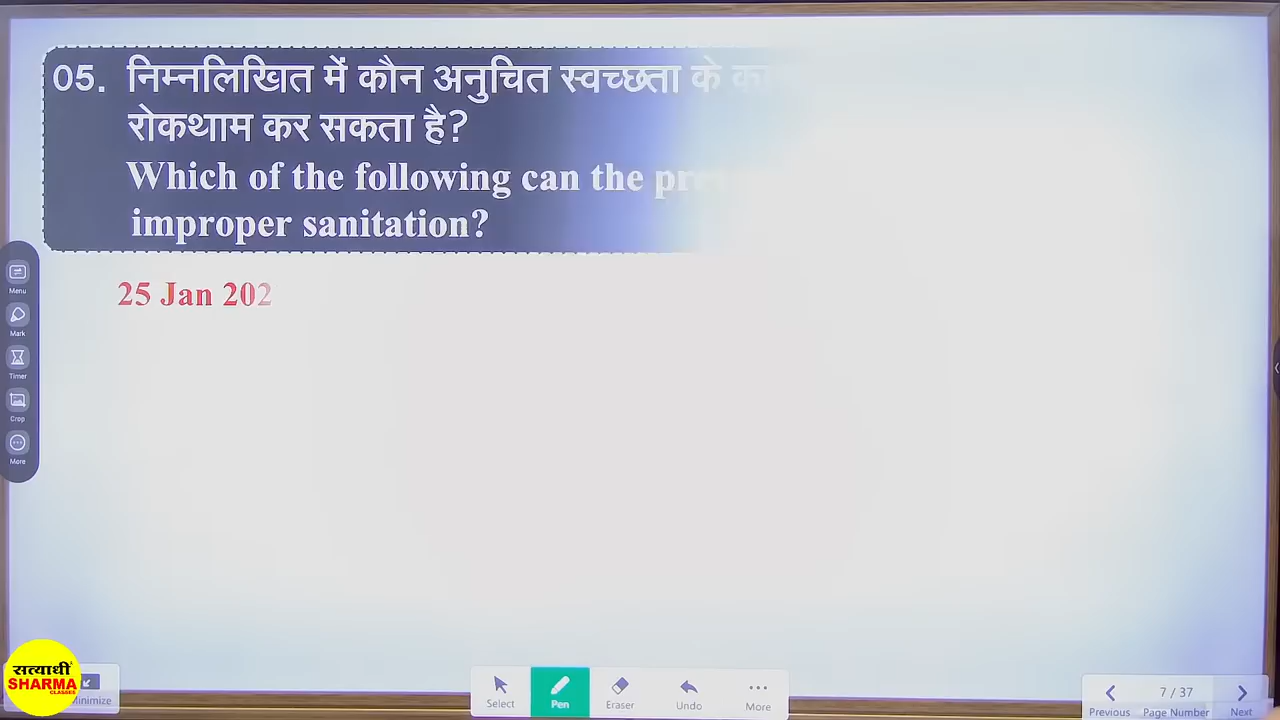 05. निम्नलिखित में कौन अनुचित स्वच्छता के
रोकथाम कर सकता है?
Which of the following can the
improper sanitation?
25 Jan 202
Menu
Mark
Timer
Crop
More
सत्यार्थी
SHARMA
CLASSES
Minimize
Select
Pen
Eraser
Undo
More
7 / 37
Previous
Page Number
Next